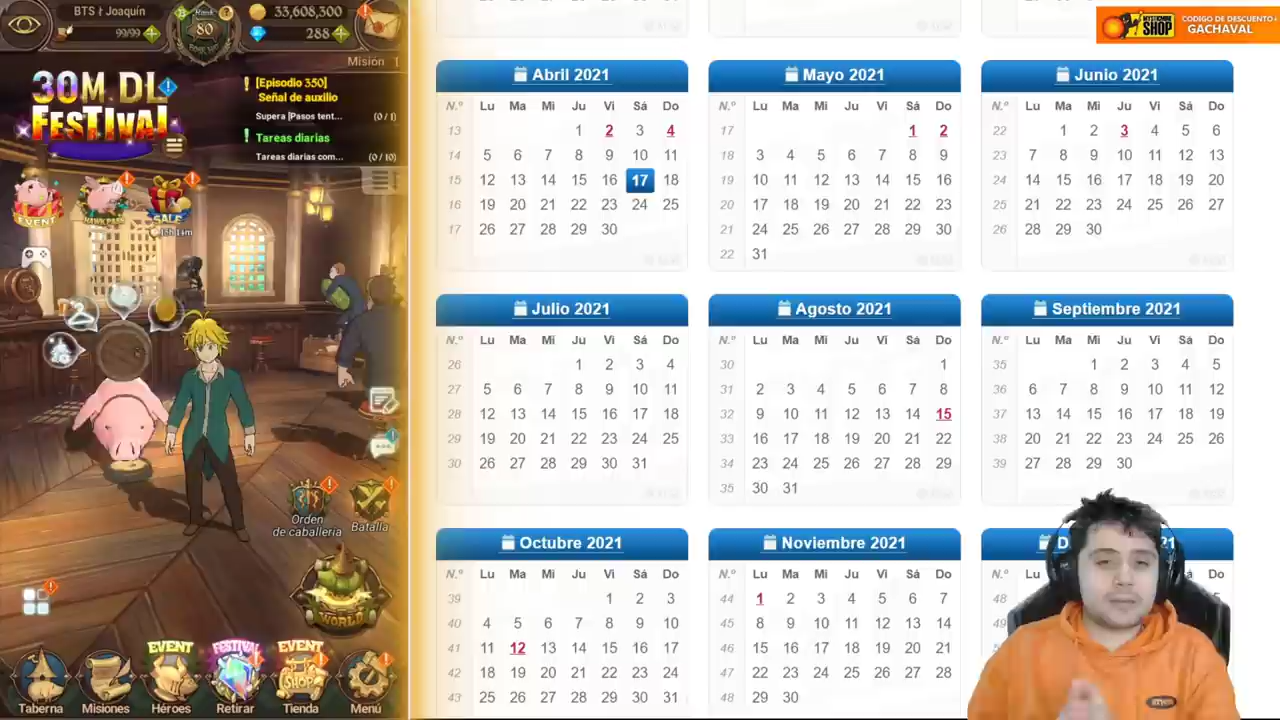 BTS ł Joaquín
99/99
Rank
80
33,608,300
288
Misión
30M.DL
FESTIVAL
[Episodio 350]
Señal de auxilio
Supera [Pasos tent... (0/1)
Tareas diarias
Tareas diarias com... (0/10)
EVENT
HAWK PASS
SALE
15h 14m
Orden
de caballería
Batalla
WORLD
EVENT
FESTIVAL
EVENT
SHOP
Taberna
Misiones
Héroes
Retirar
Tienda
Menú
SHOP
CODIGO DE DESCUENTO
GACHAVAL
Abril 2021
N.º Lu Ma Mi Ju Vi Sá Do
13 1 2 3 4
14 5 6 7 8 9 10 11
15 12 13 14 15 16 17 18
16 19 20 21 22 23 24 25
17 26 27 28 29 30
Mayo 2021
N.º Lu Ma Mi Ju Vi Sá Do
17 1 2
18 3 4 5 6 7 8 9
19 10 11 12 13 14 15 16
20 17 18 19 20 21 22 23
21 24 25 26 27 28 29 30
22 31
Junio 2021
N.º Lu Ma Mi Ju Vi Sá Do
22 1 2 3 4 5 6
23 7 8 9 10 11 12 13
24 14 15 16 17 18 19 20
25 21 22 23 24 25 26 27
26 28 29 30
Julio 2021
N.º Lu Ma Mi Ju Vi Sá Do
26 1 2 3 4
27 5 6 7 8 9 10 11
28 12 13 14 15 16 17 18
29 19 20 21 22 23 24 25
30 26 27 28 29 30 31
Agosto 2021
N.º Lu Ma Mi Ju Vi Sá Do
30 1
31 2 3 4 5 6 7 8
32 9 10 11 12 13 14 15
33 16 17 18 19 20 21 22
34 23 24 25 26 27 28 29
35 30 31
Septiembre 2021
N.º Lu Ma Mi Ju Vi Sá Do
35 1 2 3 4 5
36 6 7 8 9 10 11 12
37 13 14 15 16 17 18 19
38 20 21 22 23 24 25 26
39 27 28 29 30
Octubre 2021
N.º Lu Ma Mi Ju Vi Sá Do
39 1 2 3
40 4 5 6 7 8 9 10
41 11 12 13 14 15 16 17
42 18 19 20 21 22 23 24
43 25 26 27 28 29 30 31
Noviembre 2021
N.º Lu Ma Mi Ju Vi Sá Do
44 1 2 3 4 5 6 7
45 8 9 10 11 12 13 14
46 15 16 17 18 19 20 21
47 22 23 24 25 26 27 28
48 29 30
D 21
N.º Lu Do
48 5
49
50
51